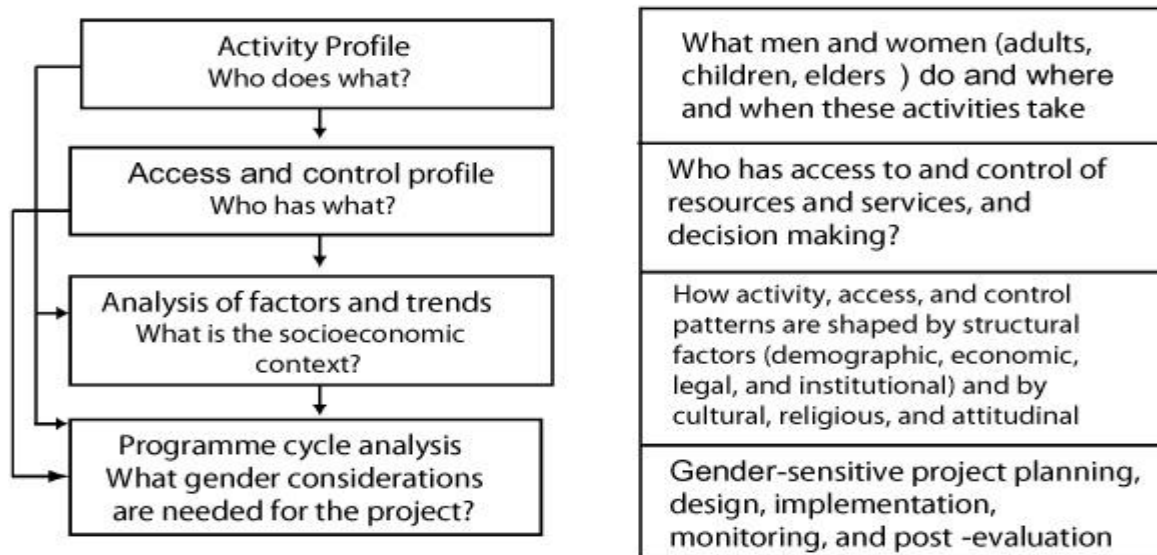 Activity Profile
Who does what?
Access and control profile
Who has what?
Analysis of factors and trends
What is the socioeconomic
context?
Programme cycle analysis
What gender considerations
are needed for the project?
What men and women (adults,
children, elders ) do and where
and when these activities take
Who has access to and control of
resources and services, and
decision making?
How activity, access, and control
patterns are shaped by structural
factors (demographic, economic,
legal, and institutional) and by
cultural, religious, and attitudinal
Gender-sensitive project planning,
design, implementation,
monitoring, and post -evaluation